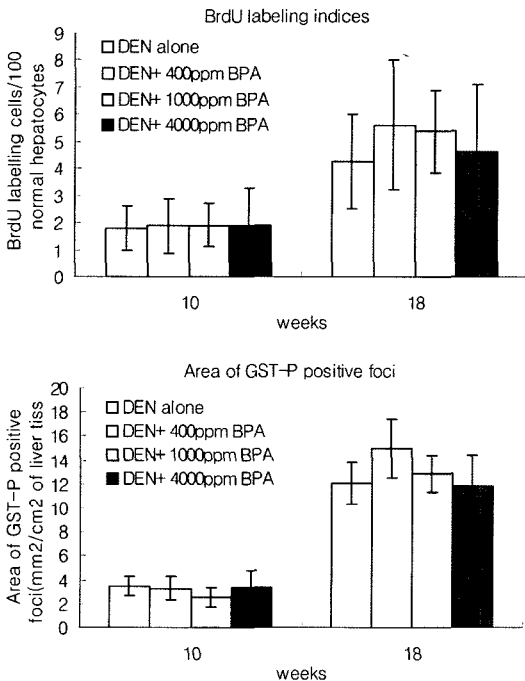 BrdU labeling indices
BrdU labelling cells/100
normal hepatocytes
9
8
7
6
5
4
3
2
1
0
DEN alone
DEN+ 400ppm BPA
DEN+ 1000ppm BPA
DEN+ 4000ppm BPA
10
18
weeks
Area of GST-P positive foci
Area of GST-P positive
foci(mm2/cm2 of liver tiss
20
18
16
14
12
10
8
6
4
2
0
DEN alone
DEN+ 400ppm BPA
DEN+ 1000ppm BPA
DEN+ 4000ppm BPA
10
18
weeks